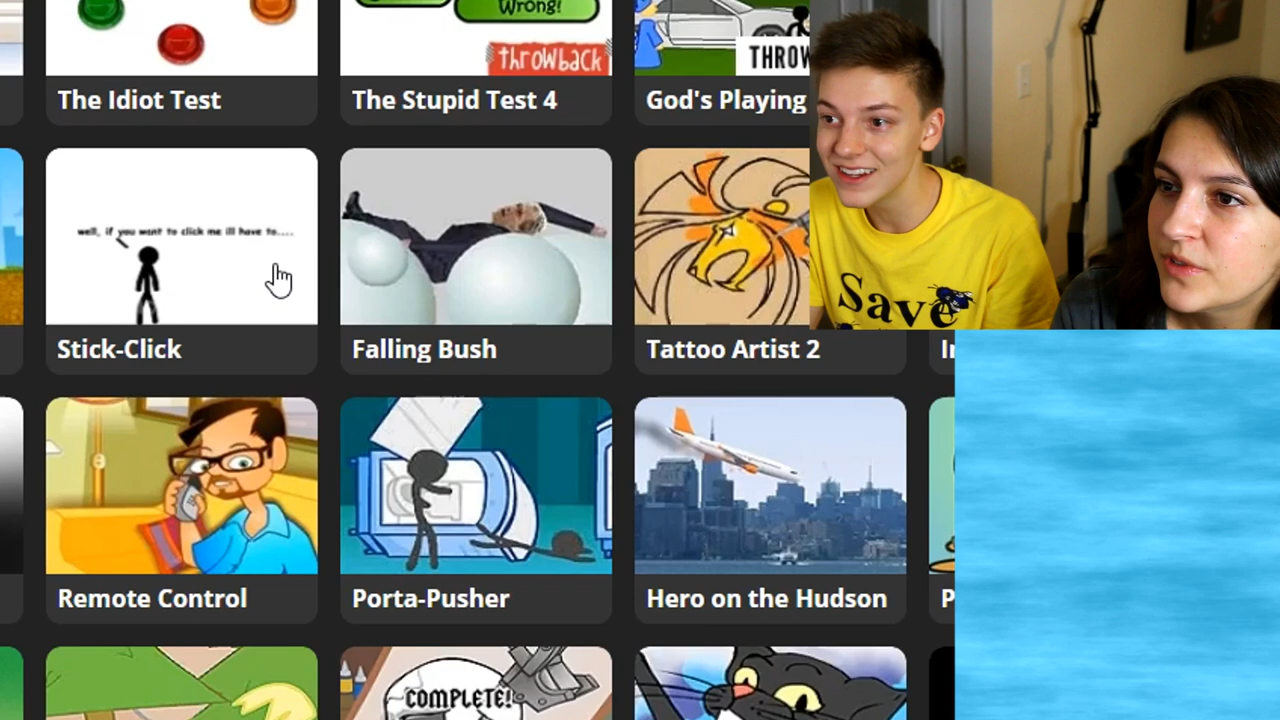 Wrong!
Throwback
THROW
The Idiot Test
The Stupid Test 4
God's Playing
well, if you want to click me ill have to....
Save
Stick-Click
Falling Bush
Tattoo Artist 2
Remote Control
Porta-Pusher
Hero on the Hudson
P
COMPLETE!